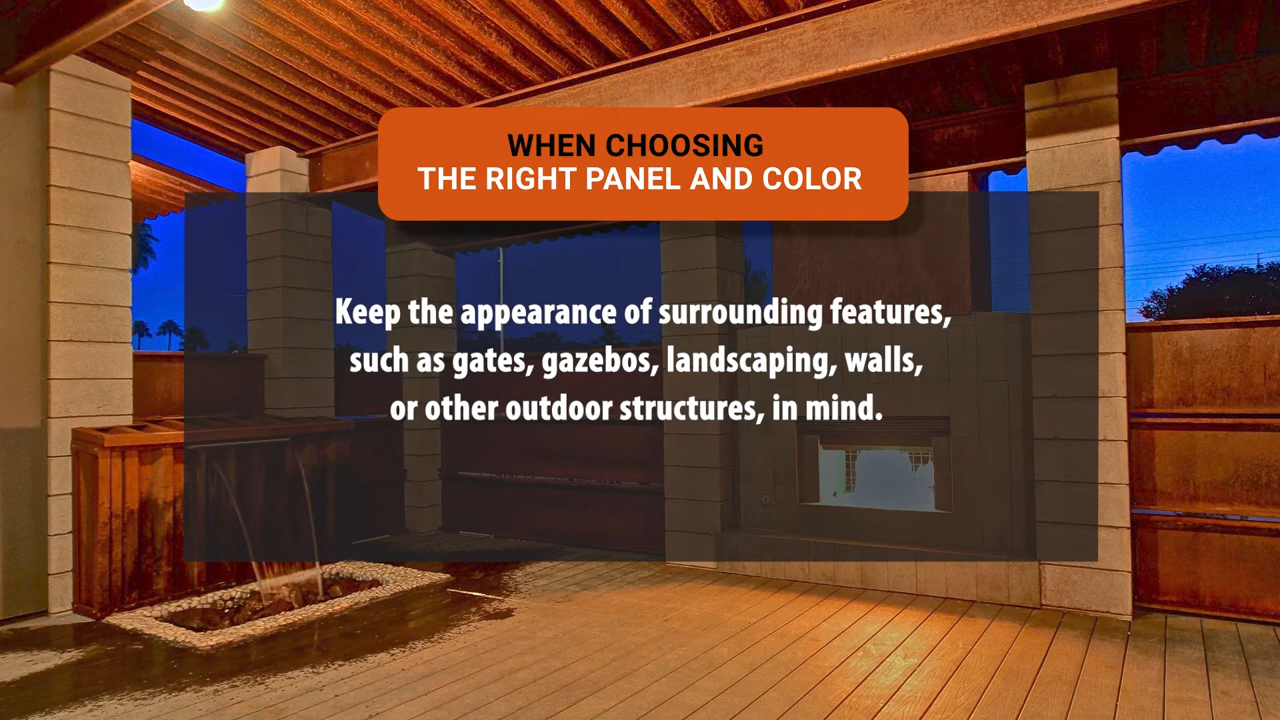 WHEN CHOOSING
THE RIGHT PANEL AND COLOR
Keep the appearance of surrounding features,
such as gates, gazebos, landscaping, walls,
or other outdoor structures, in mind.